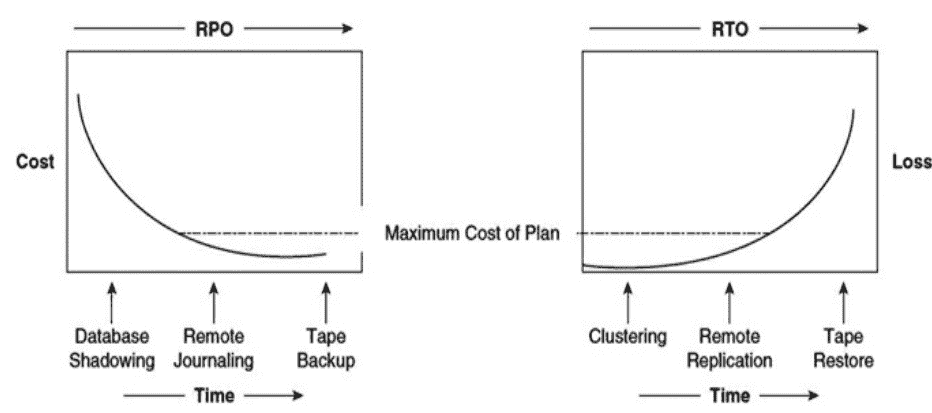 RPO
Cost
Database
Shadowing
Remote
Journaling
Tape
Backup
Time
Maximum Cost of Plan
RTO
Loss
Clustering
Remote
Replication
Tape
Restore
Time